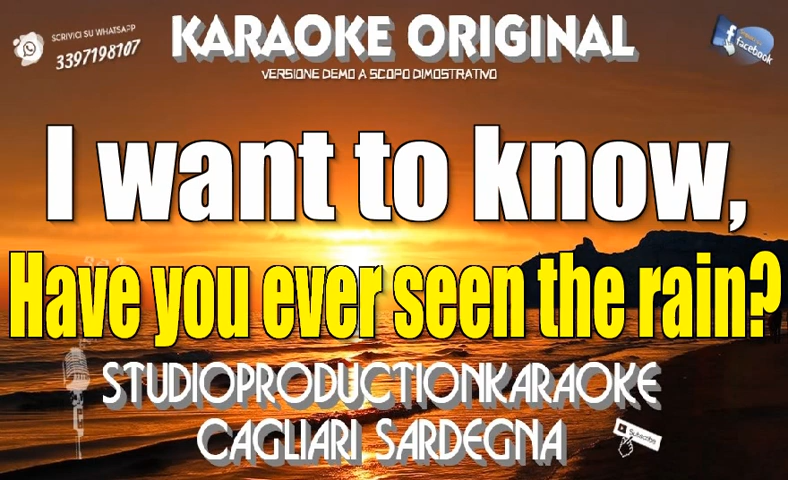 SCRIVICI SU WHATSAPP
3397198107
KARAOKE ORIGINAL
VERSIONE DEMO A SCOPO DIMOSTRATIVO
facebook
I want to know,
Have you ever seen the rain?
STUDIOPRODUCTIONKARAOKE
CAGLIARI SARDEGNA
Subscribe